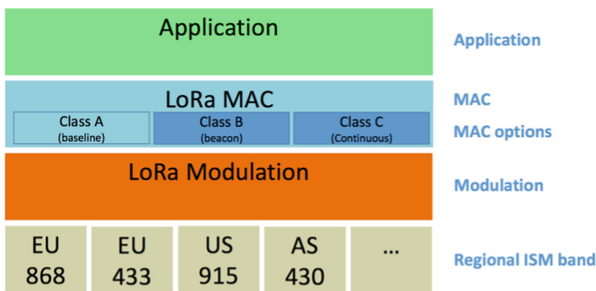 Application
Application
LoRa MAC
MAC
Class A
(baseline)
Class B
(beacon)
Class C
(Continuous)
MAC options
LoRa Modulation
Modulation
EU
868
EU
433
US
915
AS
430
...
Regional ISM band